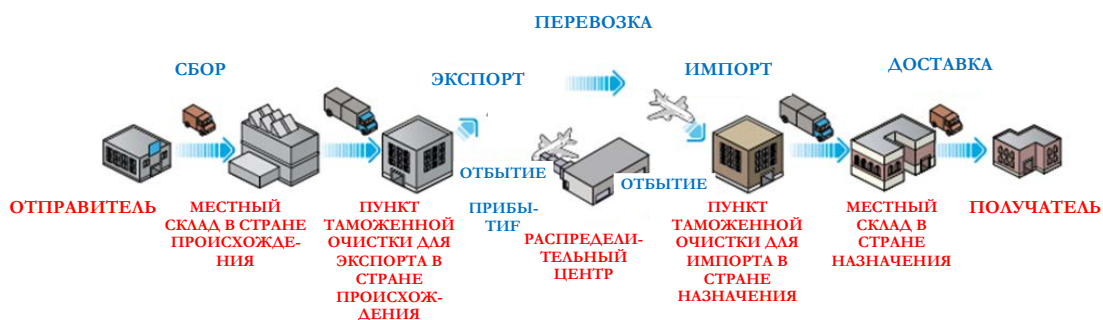 ПЕРЕВОЗКА
СБОР
ЭКСПОРТ
ИМПОРТ
ДОСТАВКА
ОТБЫТИЕ
ОТБЫТИЕ
ПРИБЫ-
ТИЕ
ОТПРАВИТЕЛЬ
МЕСТНЫЙ
СКЛАД В СТРАНЕ
ПРОИСХОЖДЕ-
НИЯ
ПУНКТ
ТАМОЖЕННОЙ
ОЧИСТКИ ДЛЯ
ЭКСПОРТА В
СТРАНЕ
ПРОИСХОЖ-
ДЕНИЯ
РАСПРЕДЕЛИ-
ТЕЛЬНЫЙ
ЦЕНТР
ПУНКТ
ТАМОЖЕННОЙ
ОЧИСТКИ ДЛЯ
ИМПОРТА В
СТРАНЕ
НАЗНАЧЕНИЯ
МЕСТНЫЙ
СКЛАД В
СТРАНЕ
НАЗНАЧЕНИЯ
ПОЛУЧАТЕЛЬ